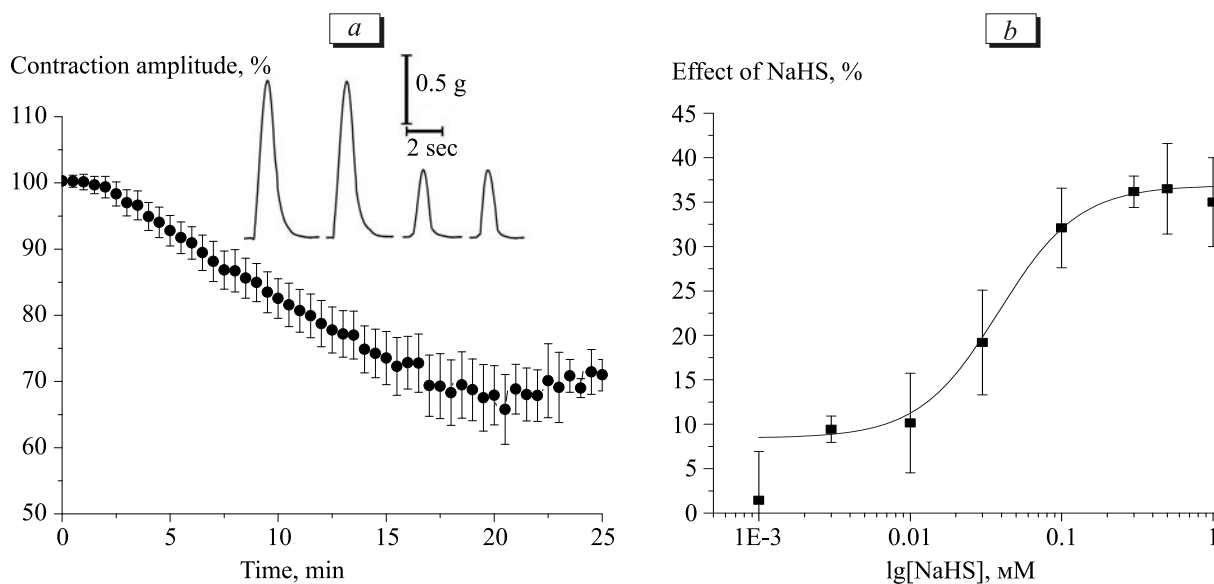 a
Contraction amplitude, %
0.5 g
2 sec
110
100
90
80
70
60
50
0 5 10 15 20 25
Time, min
b
Effect of NaHS, %
45
40
35
30
25
20
15
10
5
0
1E-3 0.01 0.1 1
lg[NaHS], мМ